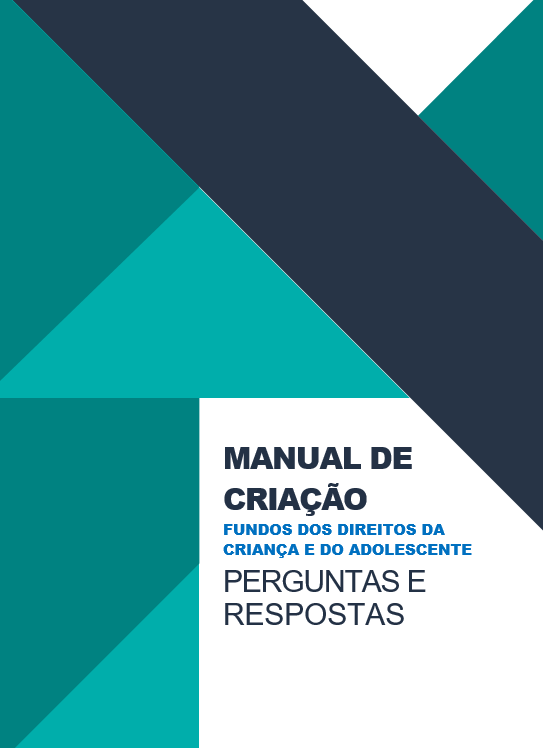 MANUAL DE
CRIAÇÃO
FUNDOS DOS DIREITOS DA
CRIANÇA E DO ADOLESCENTE
PERGUNTAS E
RESPOSTAS